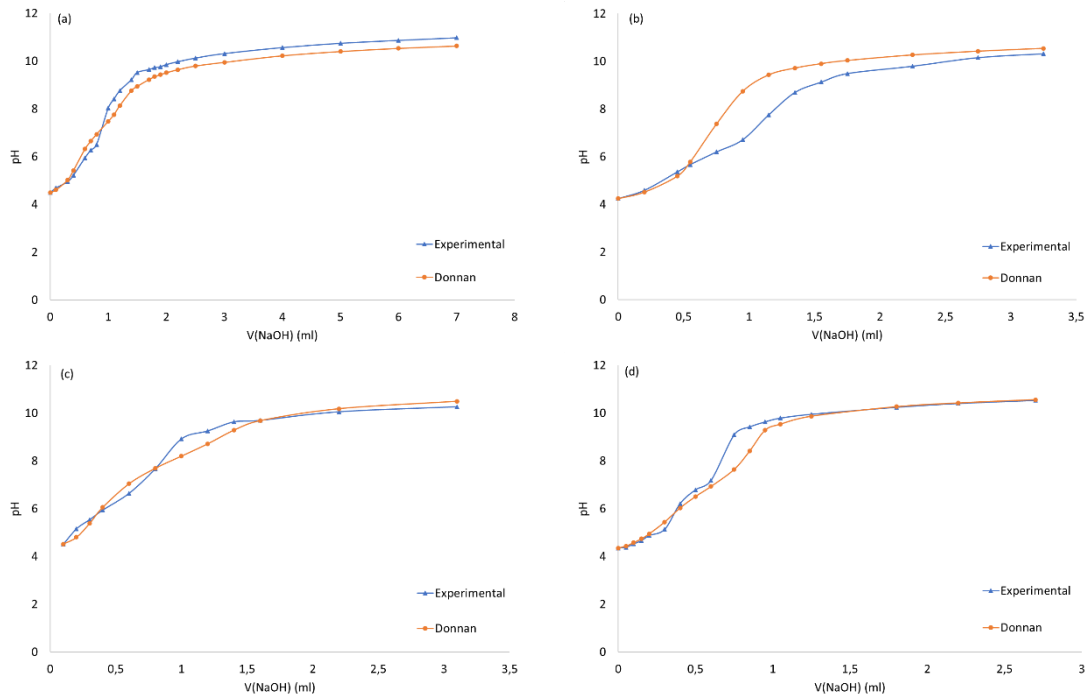 (a)
12
10
8
6
4
2
0
pH
0 1 2 3 4 5 6 7 8
V(NaOH) (ml)
Experimental
Donnan
(b)
12
10
8
6
4
2
0
pH
0 0,5 1 1,5 2 2,5 3 3,5
V(NaOH) (ml)
Experimental
Donnan
(c)
12
10
8
6
4
2
0
pH
0 0,5 1 1,5 2 2,5 3 3,5
V(NaOH) (ml)
Experimental
Donnan
(d)
12
10
8
6
4
2
0
pH
0 0,5 1 1,5 2 2,5 3
V(NaOH) (ml)
Experimental
Donnan